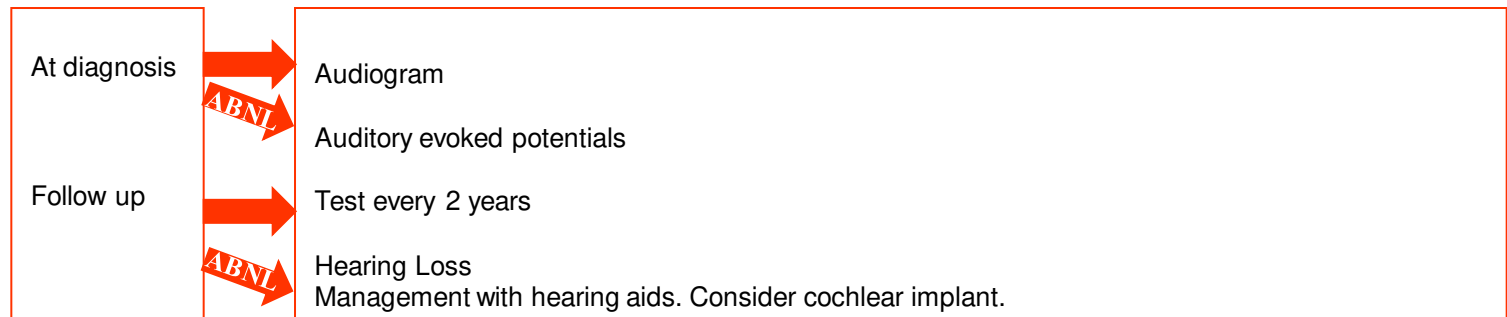 At diagnosis
Audiogram
ABNL
Auditory evoked potentials
Follow up
Test every 2 years
ABNL
Hearing Loss
Management with hearing aids. Consider cochlear implant.